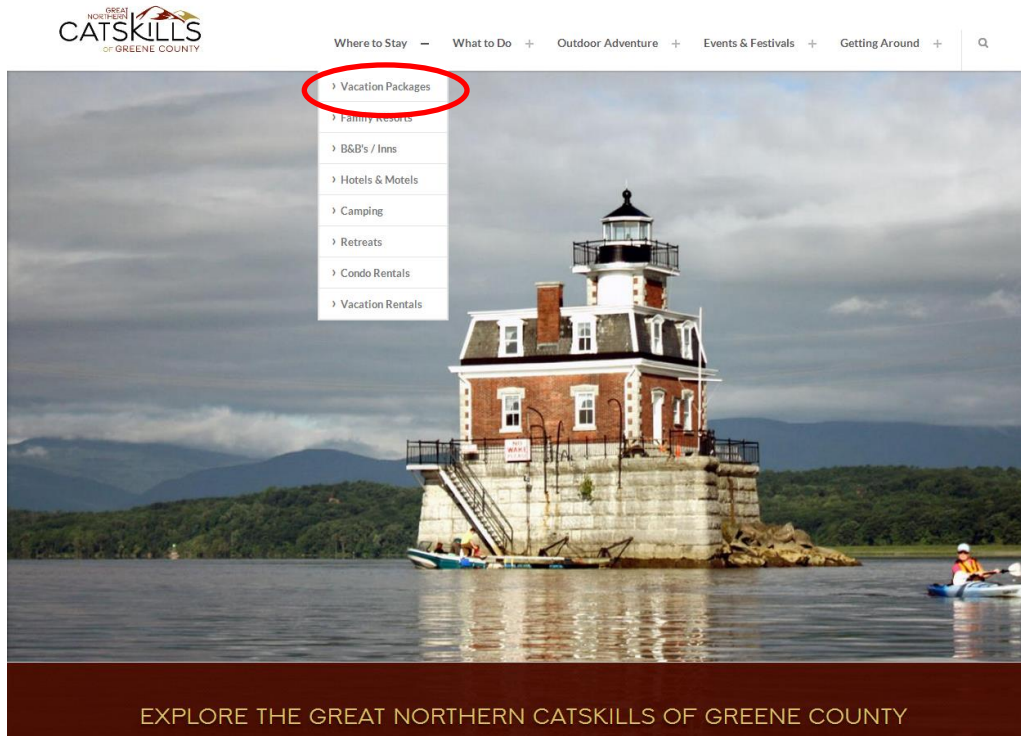 GREAT
NORTHERN
CATSKILLS
OF GREENE COUNTY
Where to Stay – What to Do + Outdoor Adventure + Events & Festivals + Getting Around +
› Vacation Packages
› Family Resorts
› B&B's / Inns
› Hotels & Motels
› Camping
› Retreats
› Condo Rentals
› Vacation Rentals
NO
WAKE
PLEASE
EXPLORE THE GREAT NORTHERN CATSKILLS OF GREENE COUNTY